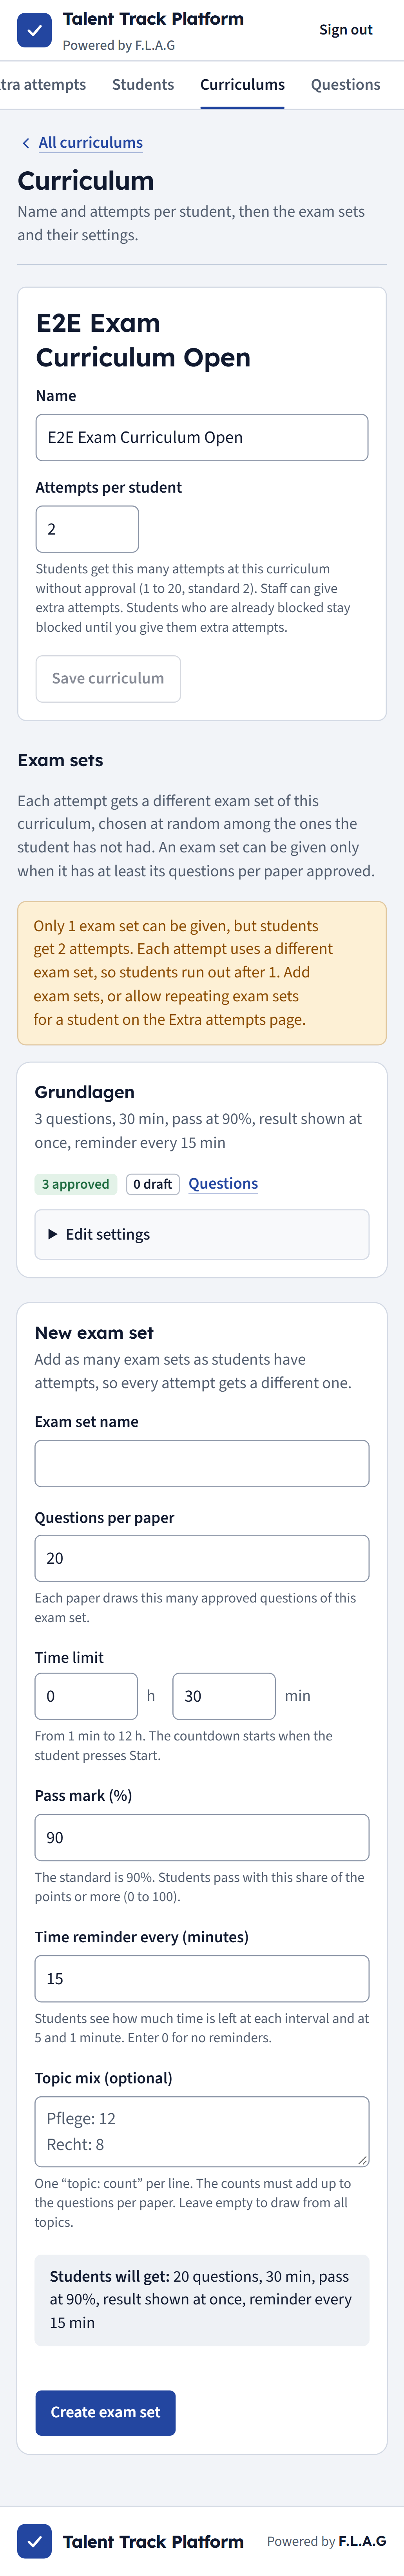 Talent Track Platform
Powered by F.L.A.G
Sign out
tra attempts
Students
Curriculums
Questions
All curriculums
Curriculum
Name and attempts per student, then the exam sets
and their settings.
E2E Exam
Curriculum Open
Name
E2E Exam Curriculum Open
Attempts per student
2
Students get this many attempts at this curriculum
without approval (1 to 20, standard 2). Staff can give
extra attempts. Students who are already blocked stay
blocked until you give them extra attempts.
Save curriculum
Exam sets
Each attempt gets a different exam set of this
curriculum, chosen at random among the ones the
student has not had. An exam set can be given only
when it has at least its questions per paper approved.
Only 1 exam set can be given, but students
get 2 attempts. Each attempt uses a different
exam set, so students run out after 1. Add
exam sets, or allow repeating exam sets
for a student on the Extra attempts page.
Grundlagen
3 questions, 30 min, pass at 90%, result shown at
once, reminder every 15 min
3 approved
0 draft
Questions
Edit settings
New exam set
Add as many exam sets as students have
attempts, so every attempt gets a different one.
Exam set name
Questions per paper
20
Each paper draws this many approved questions of this
exam set.
Time limit
0 h 30 min
From 1 min to 12 h. The countdown starts when the
student presses Start.
Pass mark (%)
90
The standard is 90%. Students pass with this share of the
points or more (0 to 100).
Time reminder every (minutes)
15
Students see how much time is left at each interval and at
5 and 1 minute. Enter 0 for no reminders.
Topic mix (optional)
Pflege: 12
Recht: 8
One “topic: count” per line. The counts must add up to
the questions per paper. Leave empty to draw from all
topics.
Students will get: 20 questions, 30 min, pass
at 90%, result shown at once, reminder every
15 min
Create exam set
Talent Track Platform
Powered by F.L.A.G